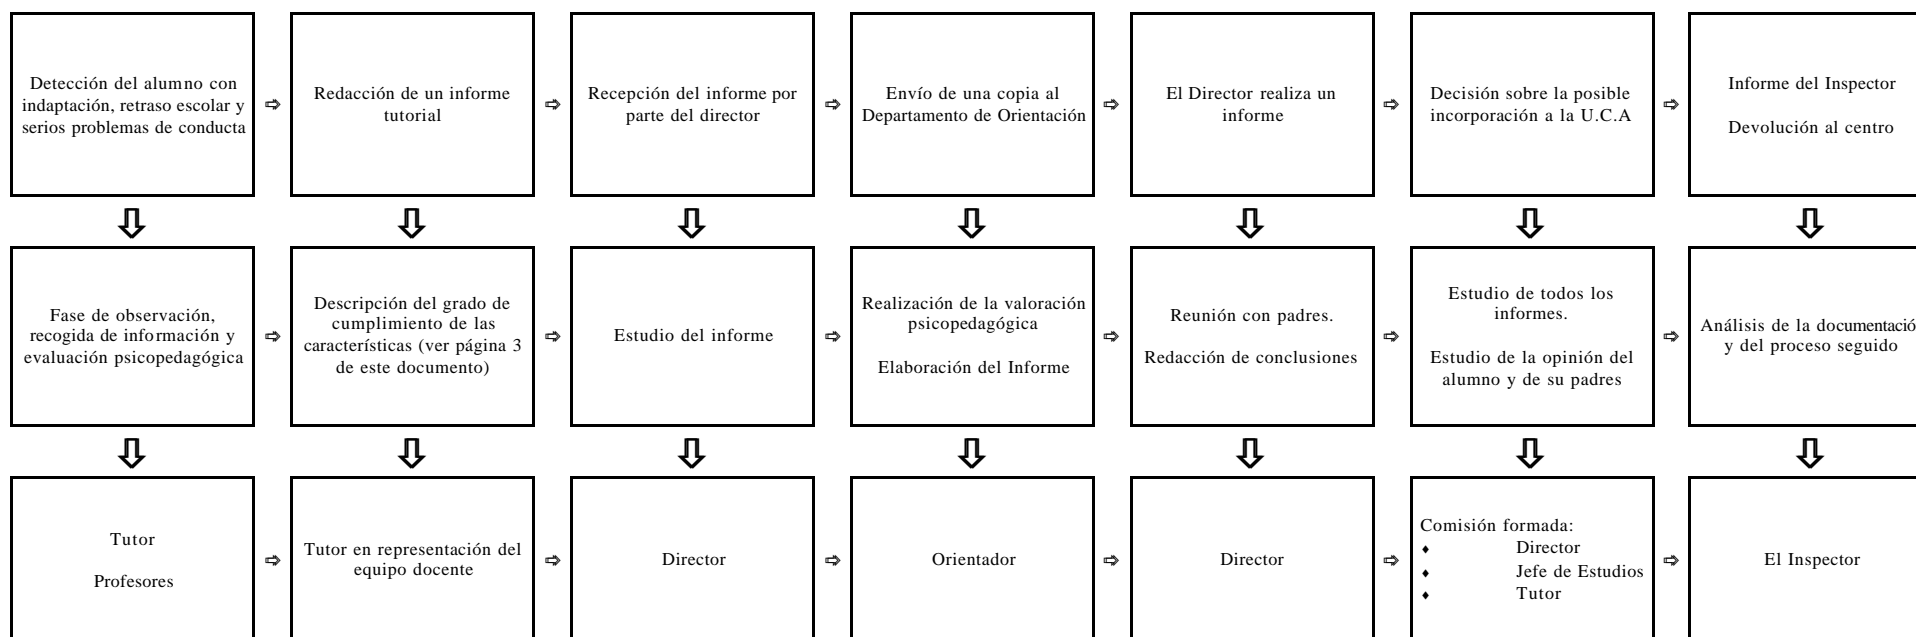 Detección del alumno con
indaptación, retraso escolar y
serios problemas de conducta
Redacción de un informe
tutorial
Recepción del informe por
parte del director
Envío de una copia al
Departamento de Orientación
El Director realiza un
informe
Decisión sobre la posible
incorporación a la U.C.A
Informe del Inspector
Devolución al centro
Fase de observación,
recogida de información y
evaluación psicopedagógica
Descripción del grado de
cumplimiento de las
características (ver página 3
de este documento)
Estudio del informe
Realización de la valoración
psicopedagógica
Elaboración del Informe
Reunión con padres.
Redacción de conclusiones
Estudio de todos los
informes.
Estudio de la opinión del
alumno y de su padres
Análisis de la documentació
y del proceso seguido
Tutor
Profesores
Tutor en representación del
equipo docente
Director
Orientador
Director
Comisión formada:
♦ Director
♦ Jefe de Estudios
♦ Tutor
El Inspector